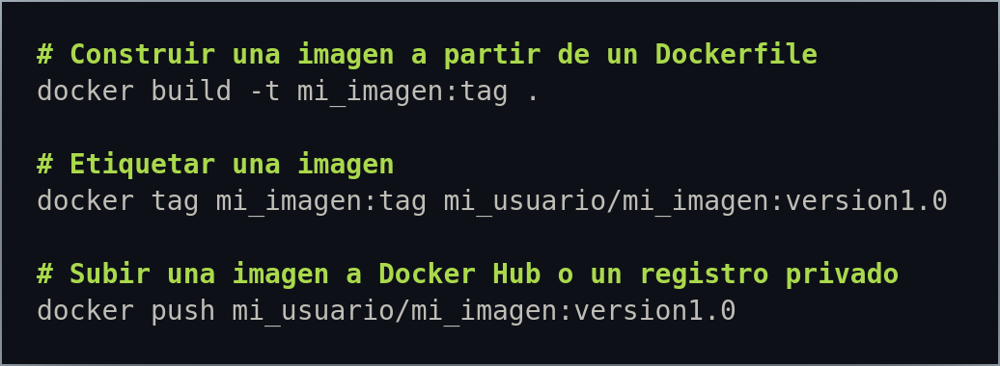 # Construir una imagen a partir de un Dockerfile
docker build -t mi_imagen:tag .
# Etiquetar una imagen
docker tag mi_imagen:tag mi_usuario/mi_imagen:version1.0
# Subir una imagen a Docker Hub o un registro privado
docker push mi_usuario/mi_imagen:version1.0